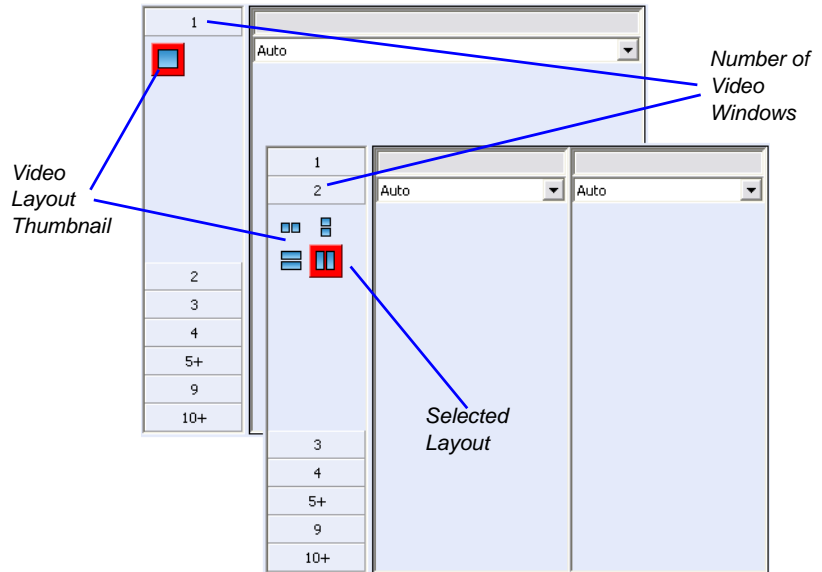 1
Auto
Number of
Video
Windows
Video
Layout
Thumbnail
2
3
4
5+
9
10+
1
2
Auto
Auto
Selected
Layout
3
4
5+
9
10+